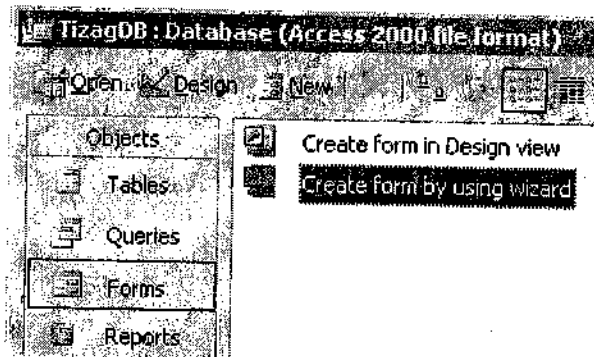 TizagDB : Database (Access 2000 file format)
Open Design New
Objects
Create form in Design view
Tables
Create form by using wizard
Queries
Forms
Reports